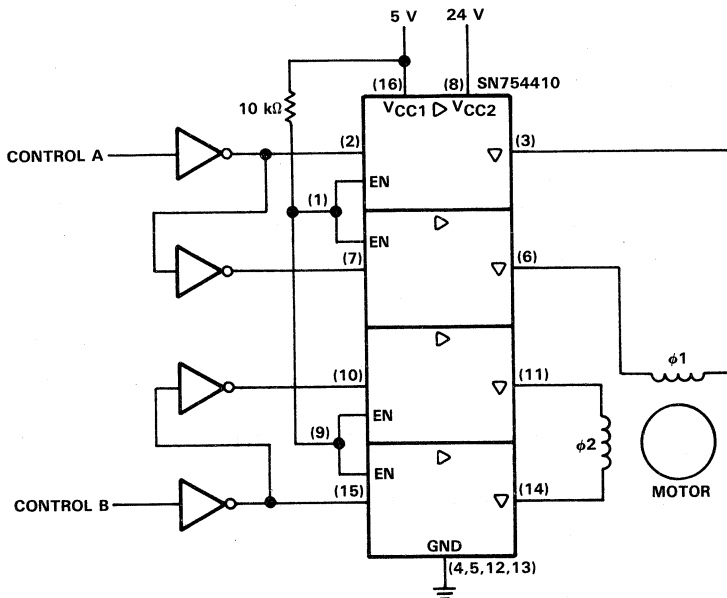 5 V
24 V
(16)
(8)
SN754410
10 kΩ
VCC1
VCC2
CONTROL A
(2)
(3)
EN
(1)
EN
(7)
(6)
φ1
(10)
(11)
EN
(9)
φ2
EN
MOTOR
CONTROL B
(15)
(14)
GND
(4,5,12,13)